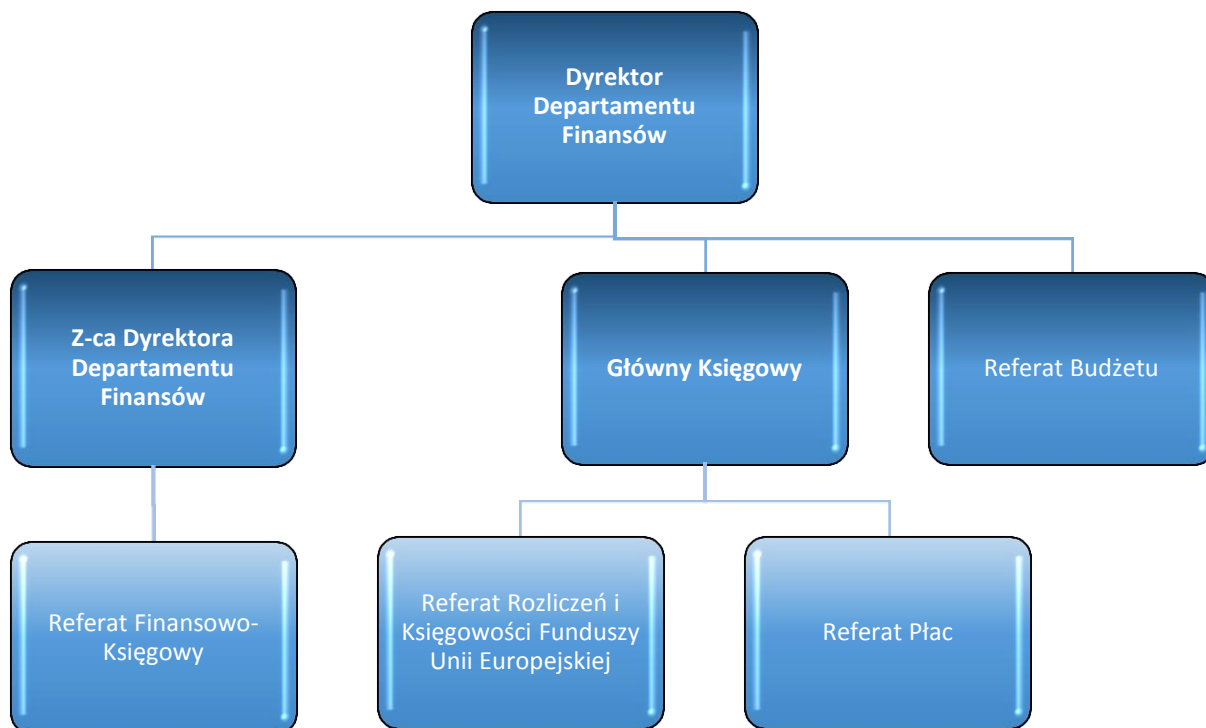 Dyrektor
Departamentu
Finansów
Z-ca Dyrektora
Departamentu
Finansów
Główny Księgowy
Referat Budżetu
Referat Finansowo-
Księgowy
Referat Rozliczeń i
Księgowości Funduszy
Unii Europejskiej
Referat Płac